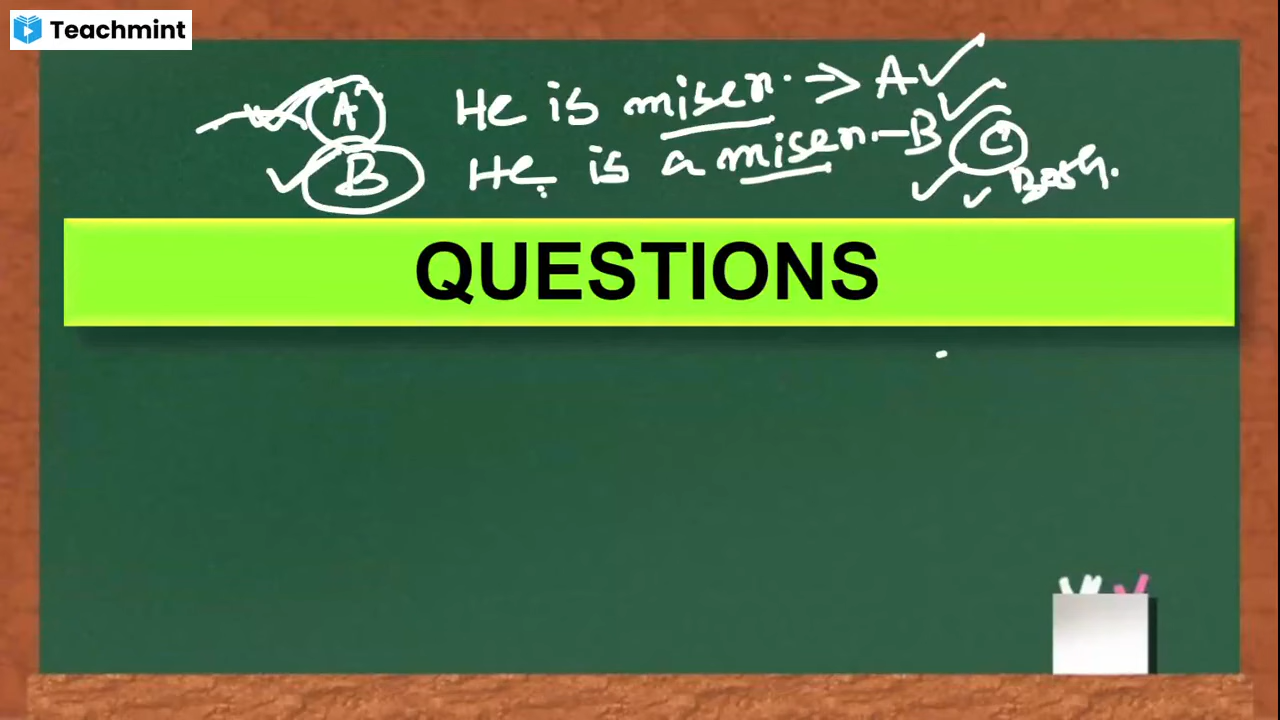 Teachmint
A He is miser. → A
B He is a miser. - B C Both.
QUESTIONS